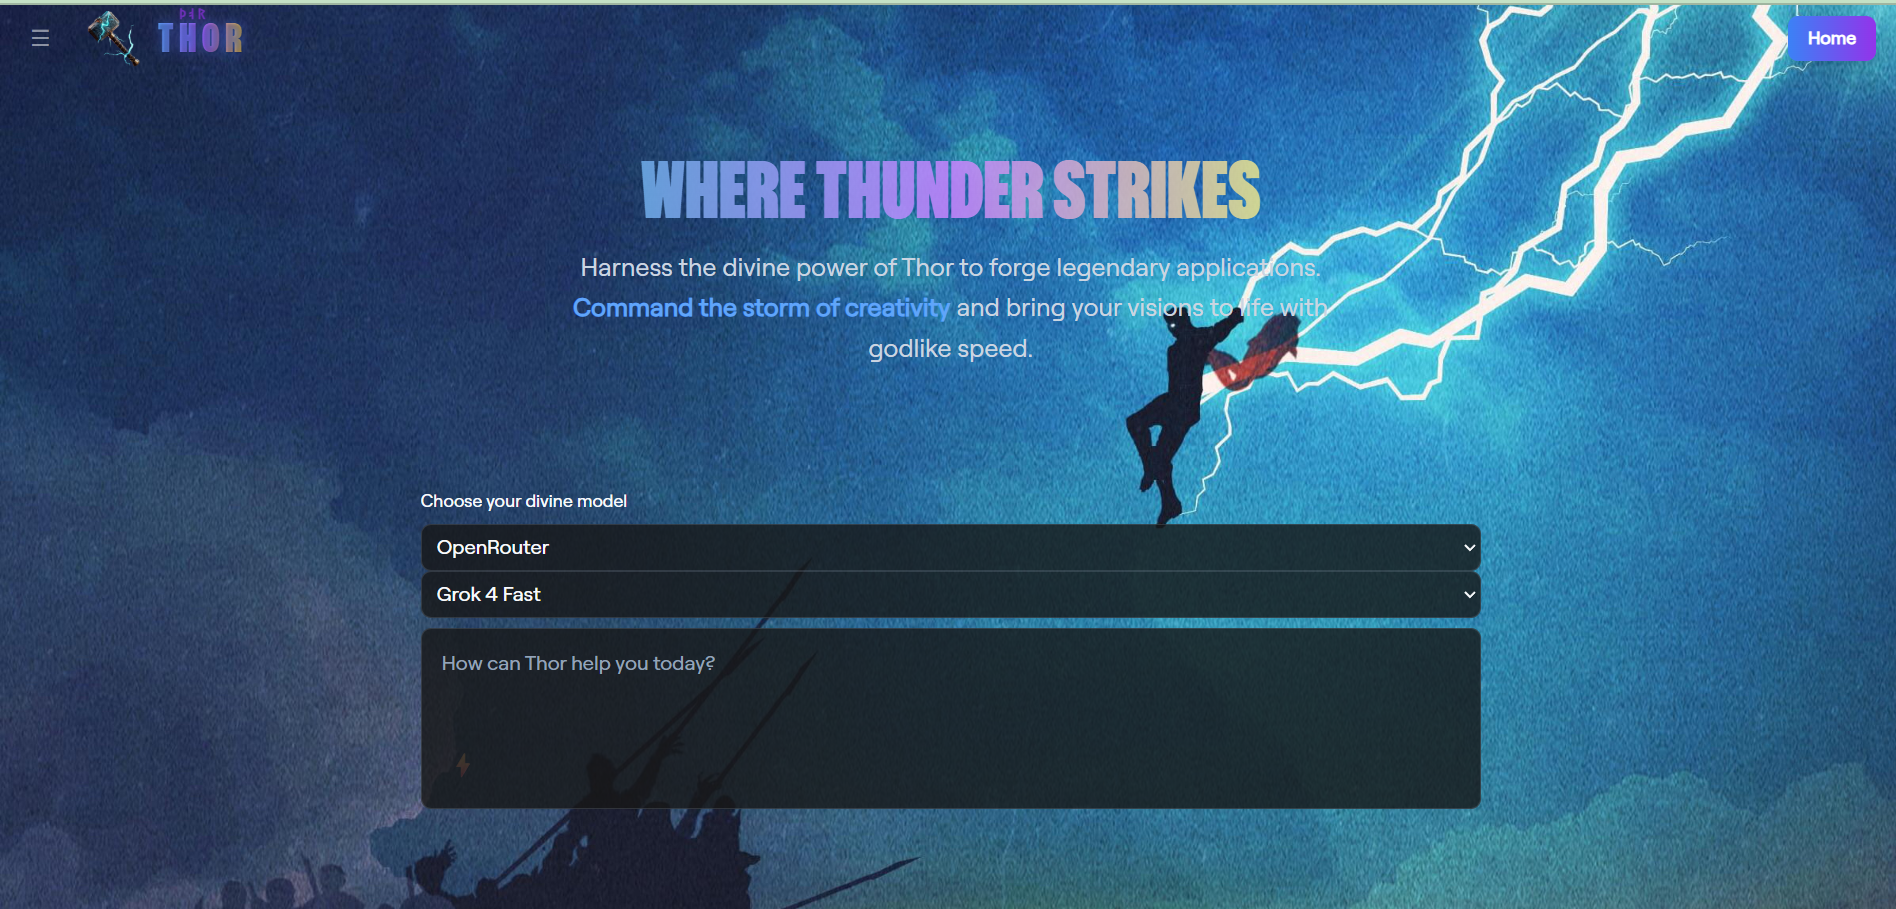 THOR
Home
WHERE THUNDER STRIKES
Harness the divine power of Thor to forge legendary applications.
Command the storm of creativity and bring your visions to life with
godlike speed.
Choose your divine model
OpenRouter
Grok 4 Fast
How can Thor help you today?